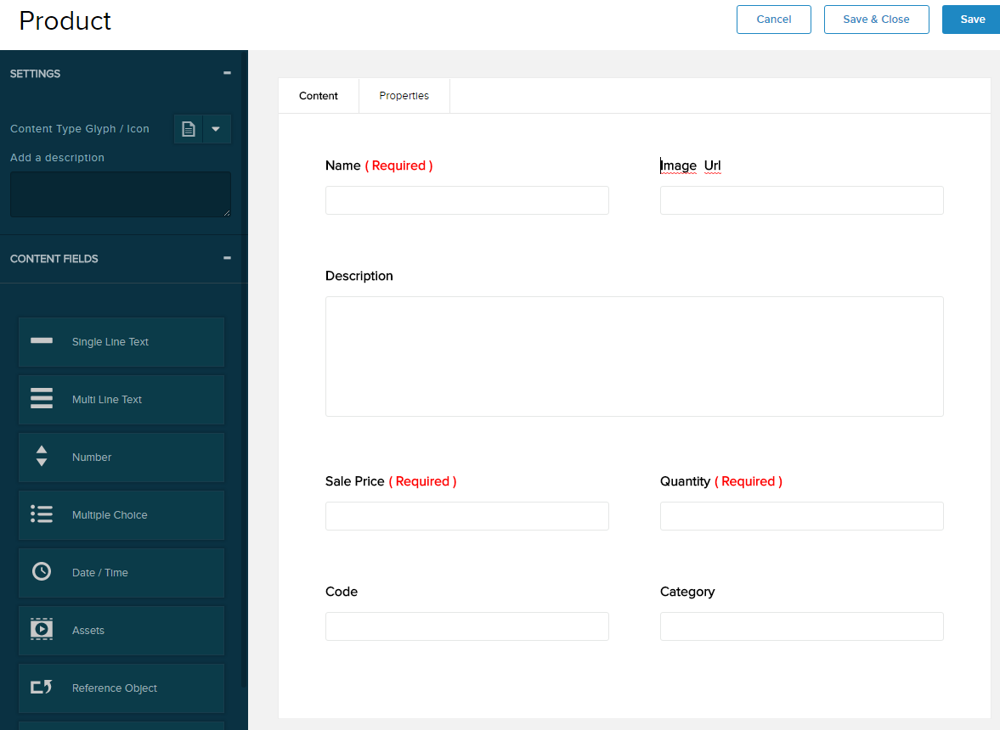 Product
Cancel
Save & Close
Save
SETTINGS
Content Type Glyph / Icon
Add a description
CONTENT FIELDS
Single Line Text
Multi Line Text
Number
Multiple Choice
Date / Time
Assets
Reference Object
Content
Properties
Name ( Required )
Image Url
Description
Sale Price ( Required )
Quantity ( Required )
Code
Category